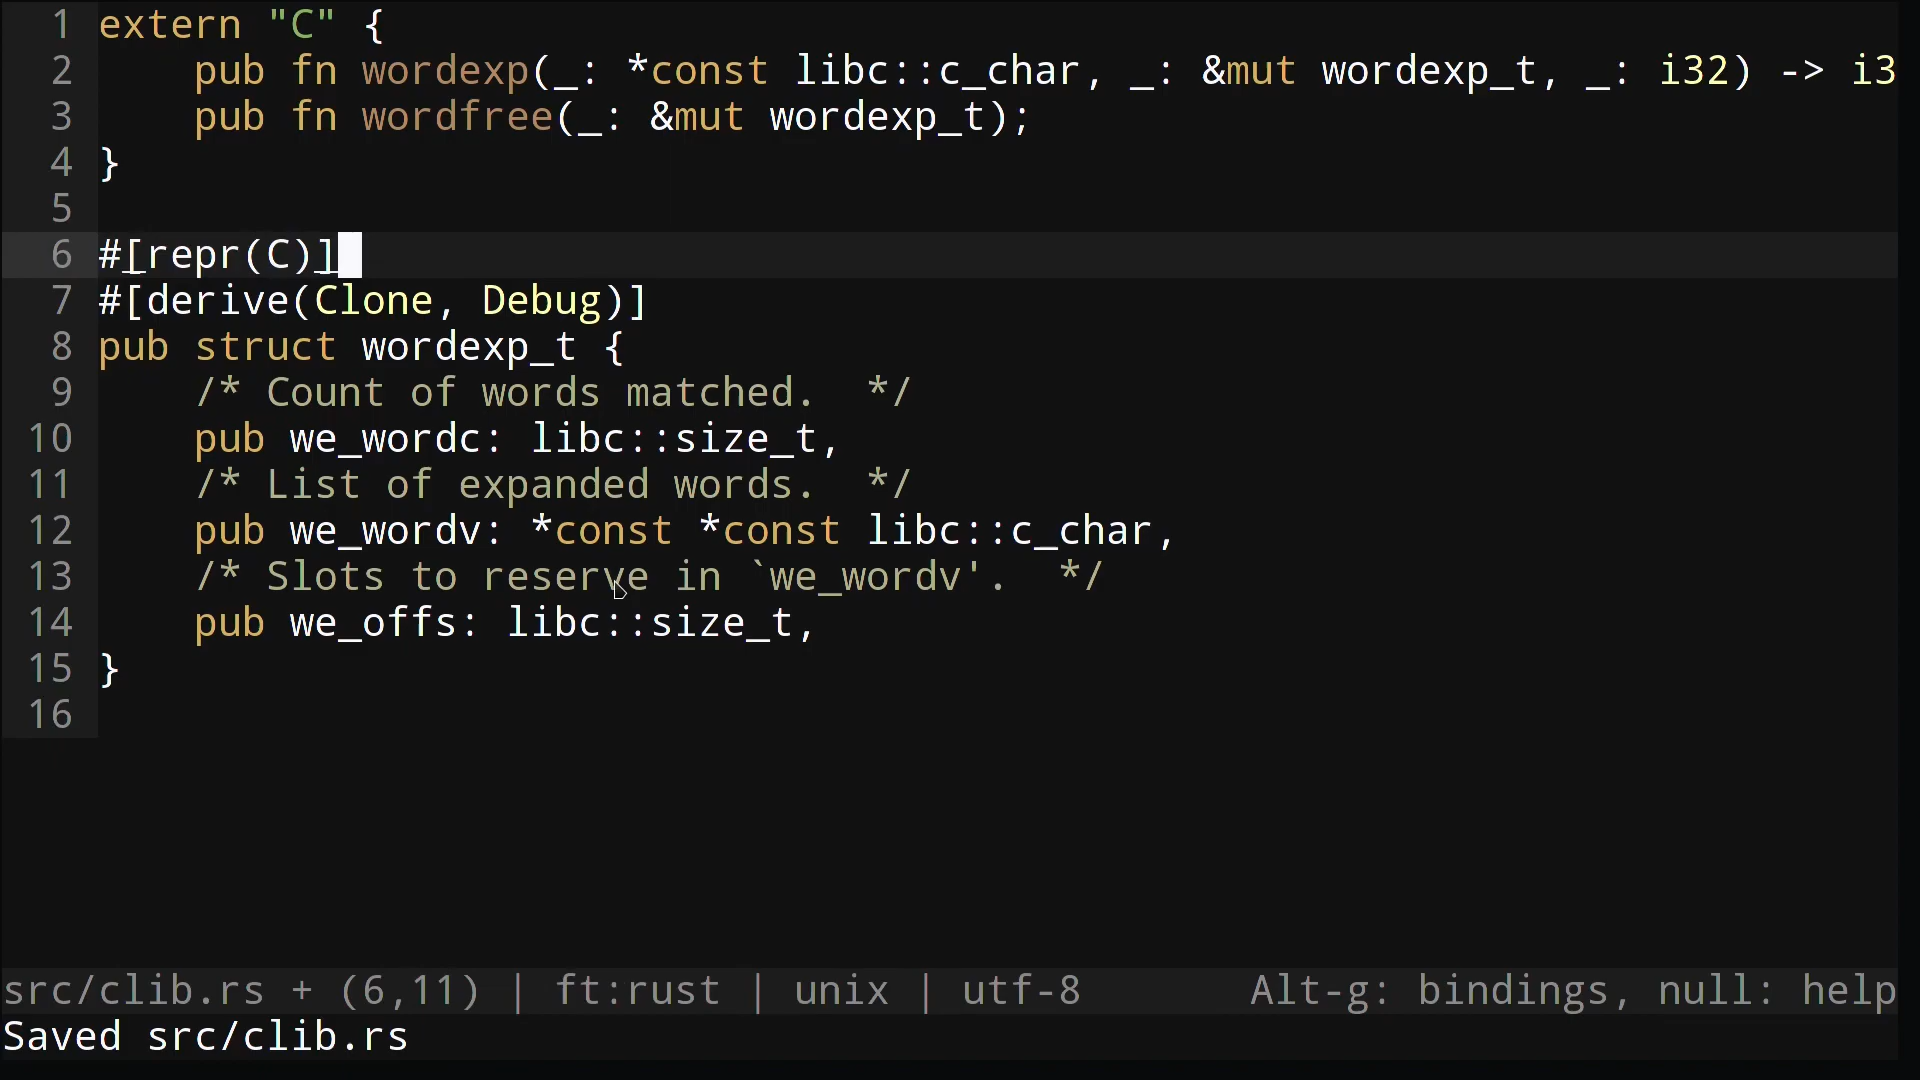 1 extern "C" {
2     pub fn wordexp(_: *const libc::c_char, _: &mut wordexp_t, _: i32) -> i3
3     pub fn wordfree(_: &mut wordexp_t);
4 }
5
6 #[repr(C)]
7 #[derive(Clone, Debug)]
8 pub struct wordexp_t {
9     /* Count of words matched.  */
10     pub we_wordc: libc::size_t,
11     /* List of expanded words.  */
12     pub we_wordv: *const *const libc::c_char,
13     /* Slots to reserve in `we_wordv'.  */
14     pub we_offs: libc::size_t,
15 }
16
src/clib.rs + (6,11) | ft:rust | unix | utf-8 Alt-g: bindings, null: help
Saved src/clib.rs